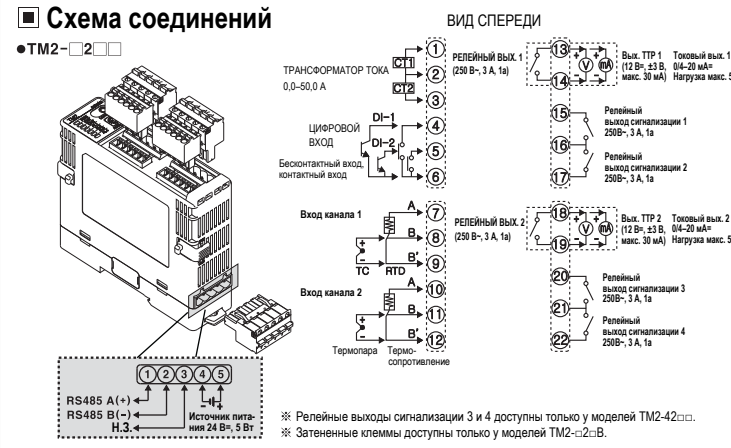 Схема соединений
●TM2-□2□□
ВИД СПЕРЕДИ
ТРАНСФОРМАТОР ТОКА
0,0–50,0 А
CT1
CT2
1
2
3
ЦИФРОВОЙ
ВХОД
DI-1
DI-2
Бесконтактный вход,
контактный вход
4
5
6
Вход канала 1
A
B
B'
TC RTD
7
8
9
Вход канала 2
A
B
B'
Термопара
Термо-
сопротивление
10
11
12
РЕЛЕЙНЫЙ ВЫХ. 1
(250 В~, 3 А, 1а)
13
14
V
mA
Вых. ТТР 1
(12 В=, ±3 В,
макс. 30 мА)
Токовый вых. 1
0/4–20 мА=
Нагрузка макс. 5
15
16
17
Релейный
выход сигнализации 1
250В~, 3 А, 1а
Релейный
выход сигнализации 2
250В~, 3 А, 1а
РЕЛЕЙНЫЙ ВЫХ. 2
(250 В~, 3 А, 1а)
18
19
V
mA
Вых. ТТР 2
(12 В=, ±3 В,
макс. 30 мА)
Токовый вых. 2
0/4–20 мА=
Нагрузка макс. 5
20
21
22
Релейный
выход сигнализации 3
250В~, 3 А, 1а
Релейный
выход сигнализации 4
250В~, 3 А, 1а
1 2 3 4 5
RS485 A(+)
RS485 B(-)
Н.З.
Источник пита-
ния 24 В=, 5 Вт
※ Релейные выходы сигнализации 3 и 4 доступны только у моделей TM2-42□□.
※ Затененные клеммы доступны только у моделей TM2-□2□B.